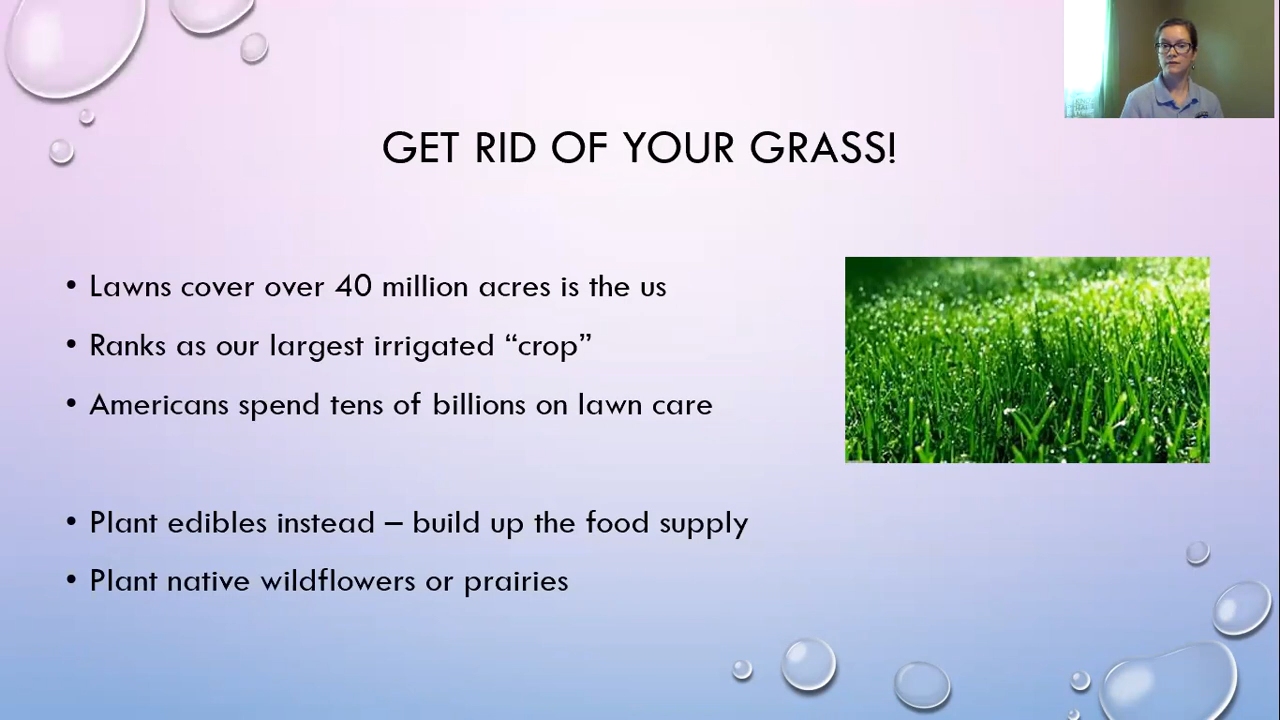 GET RID OF YOUR GRASS!
• Lawns cover over 40 million acres is the us
• Ranks as our largest irrigated “crop”
• Americans spend tens of billions on lawn care
• Plant edibles instead – build up the food supply
• Plant native wildflowers or prairies